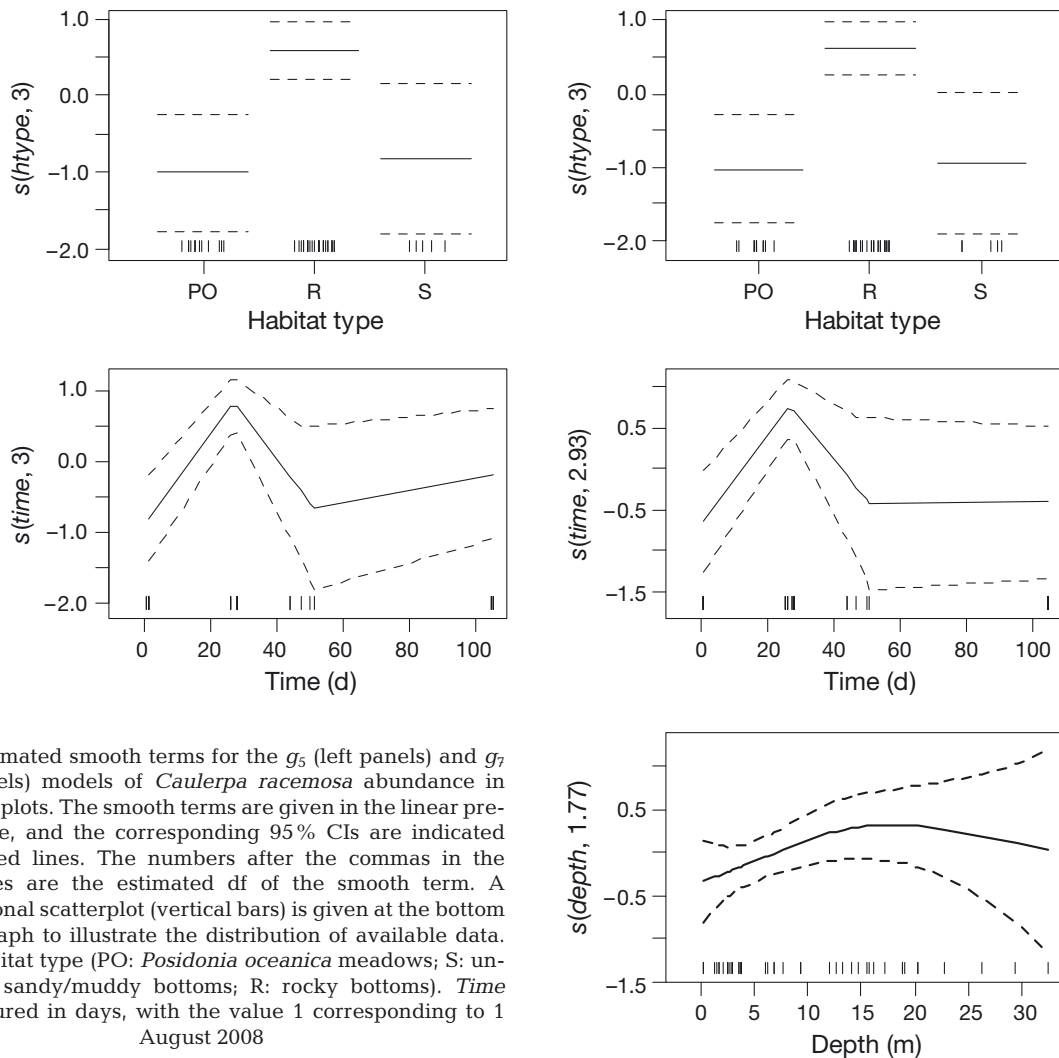 1.0
0.0
−1.0
−2.0
s(htype, 3)
PO
R
S
Habitat type
1.0
0.0
−1.0
−2.0
s(htype, 3)
PO
R
S
Habitat type
1.0
0.0
−1.0
−2.0
s(time, 3)
0
20
40
60
80
100
Time (d)
0.5
−0.5
−1.5
s(time, 2.93)
0
20
40
60
80
100
Time (d)
mated smooth terms for the g5 (left panels) and g7
els) models of Caulerpa racemosa abundance in
plots. The smooth terms are given in the linear pre-
e, and the corresponding 95% CIs are indicated
ed lines. The numbers after the commas in the
es are the estimated df of the smooth term. A
onal scatterplot (vertical bars) is given at the bottom
aph to illustrate the distribution of available data.
itat type (PO: Posidonia oceanica meadows; S: un-
sandy/muddy bottoms; R: rocky bottoms). Time
ured in days, with the value 1 corresponding to 1
August 2008
0.5
−0.5
−1.5
s(depth, 1.77)
0
5
10
15
20
25
30
Depth (m)